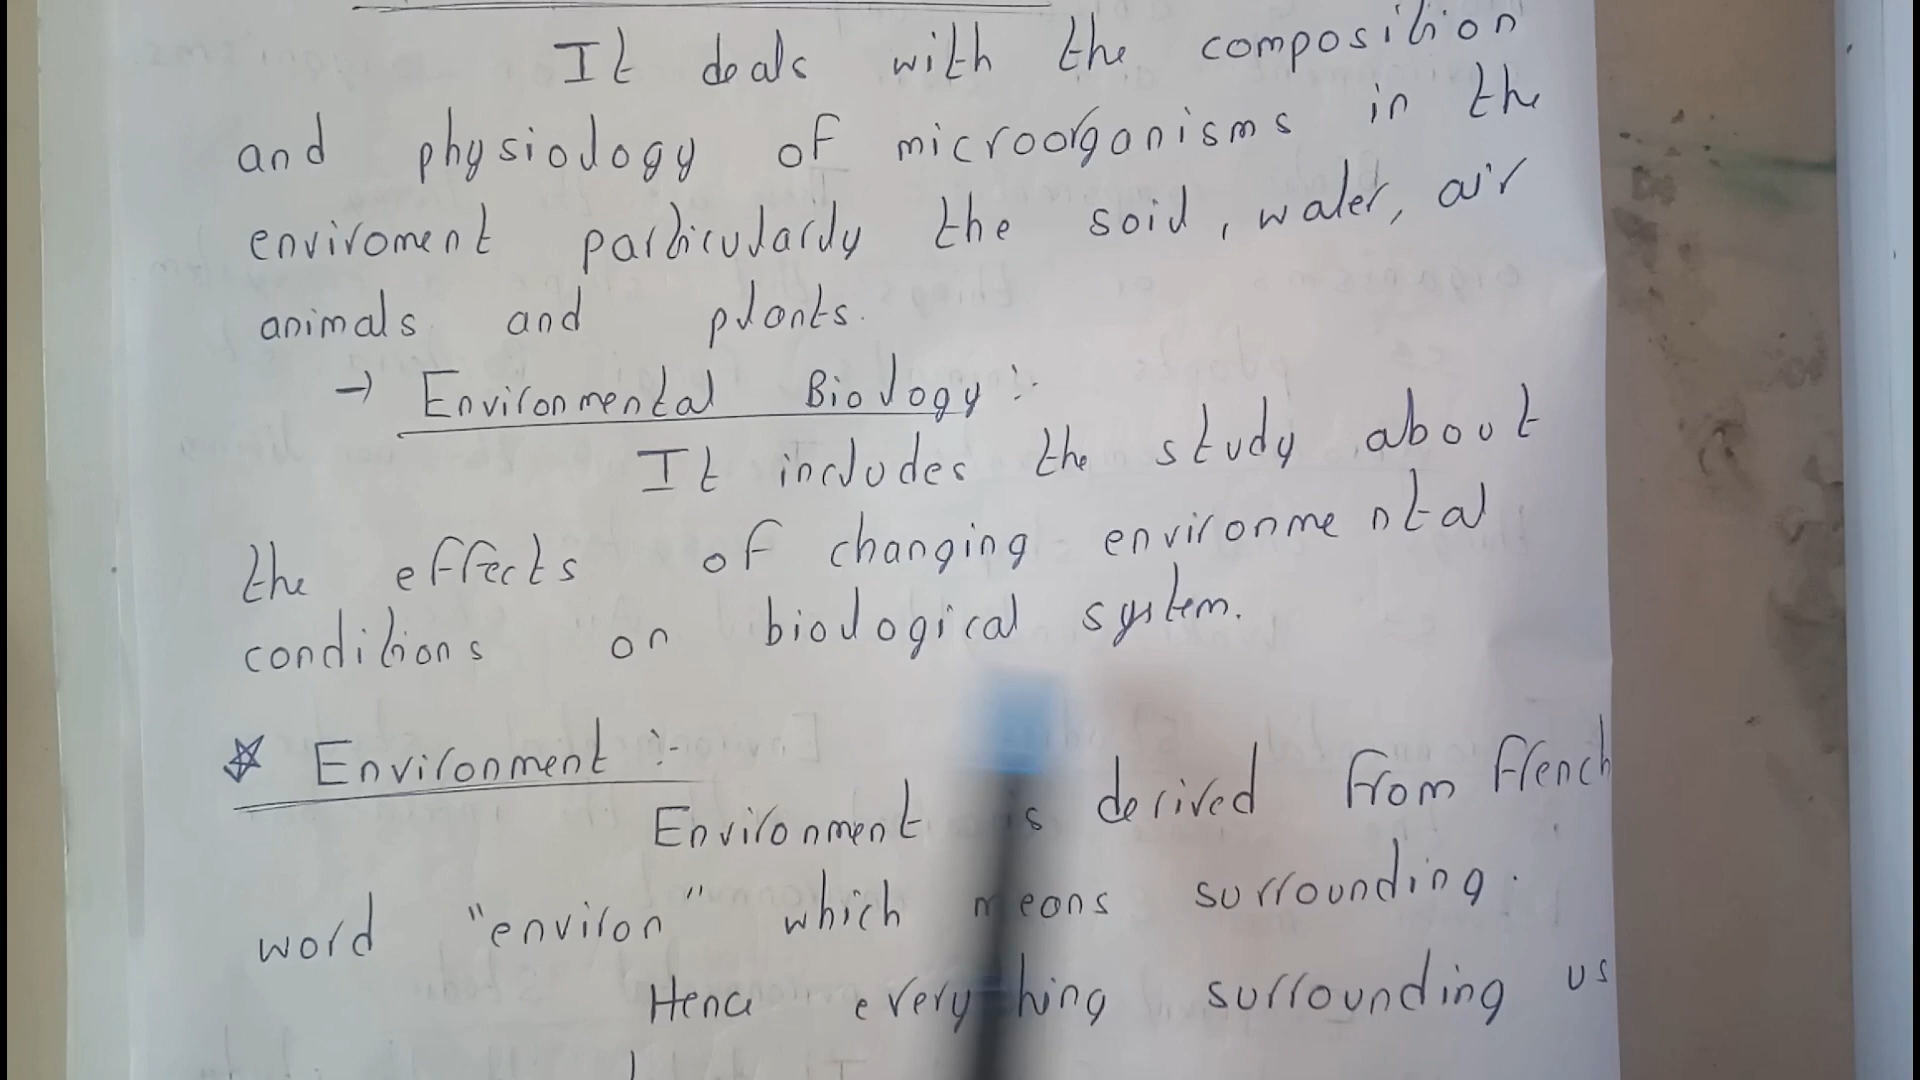 It deals with the composition
and physiology of microorganisms in the
enviroment particularly the soil, water, air
animals and plants.
→ Environmental Biology :-
It includes the study about
the effects of changing environmental
conditions on biological system.
☆ Environment :-
Environment is derived from french
word "environ" which means surrounding.
Hence everything surrounding us